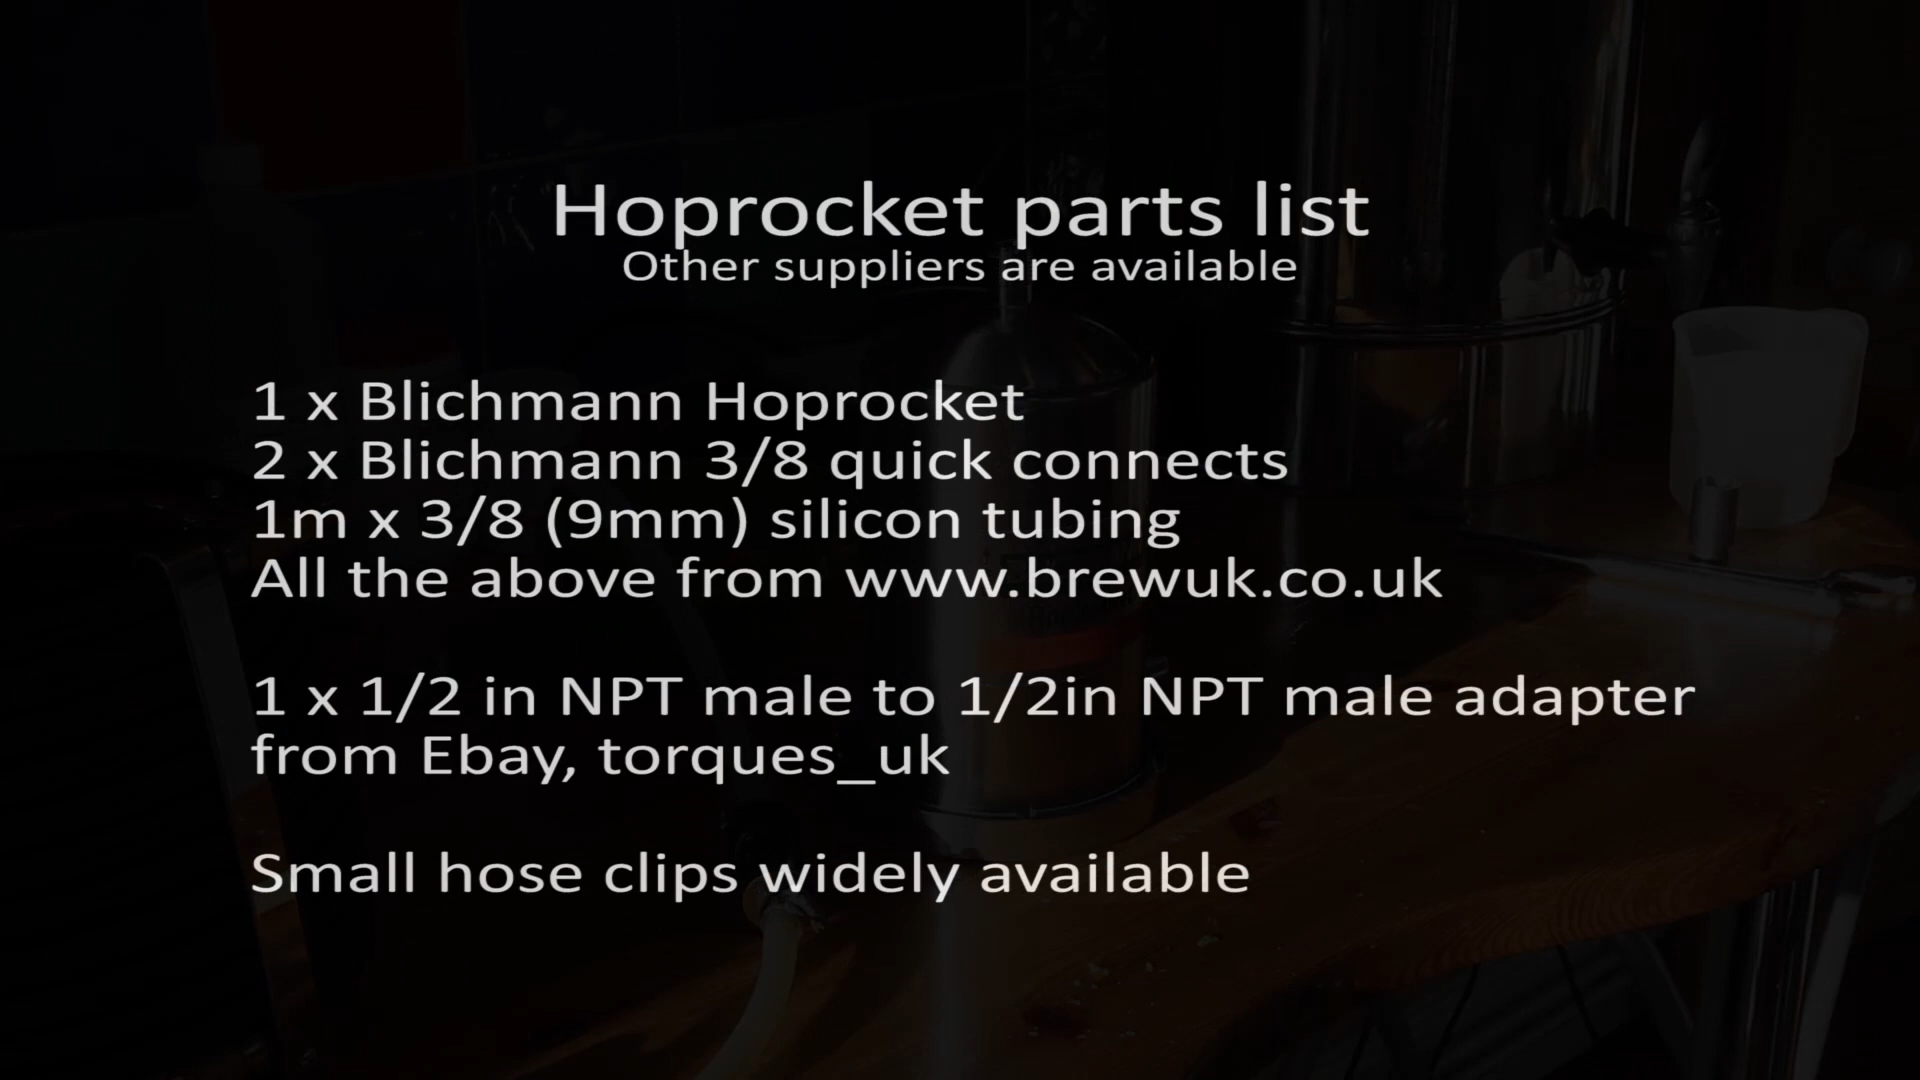 Hoprocket parts list
Other suppliers are available
1 x Blichmann Hoprocket
2 x Blichmann 3/8 quick connects
1m x 3/8 (9mm) silicon tubing
All the above from www.brewuk.co.uk
1 x 1/2 in NPT male to 1/2in NPT male adapter
from Ebay, torques_uk
Small hose clips widely available